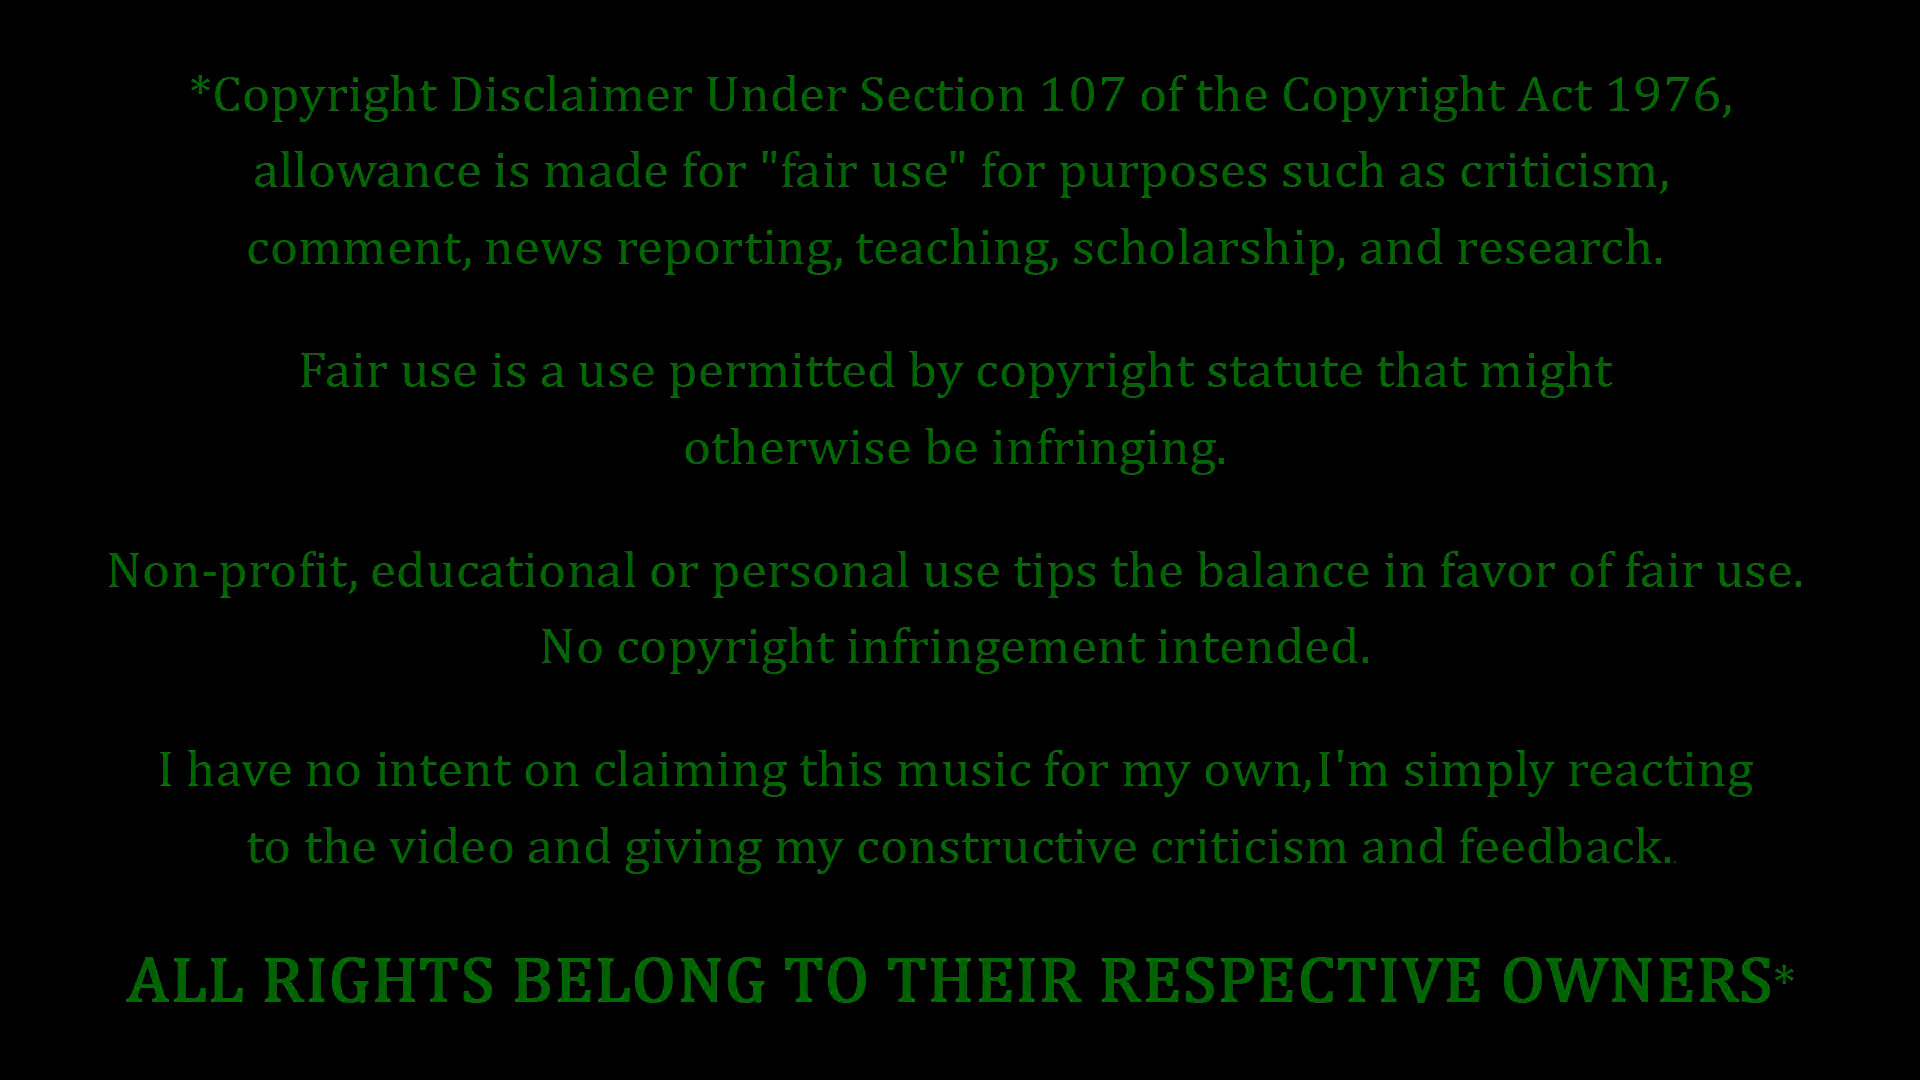 *Copyright Disclaimer Under Section 107 of the Copyright Act 1976,
allowance is made for "fair use" for purposes such as criticism,
comment, news reporting, teaching, scholarship, and research.
Fair use is a use permitted by copyright statute that might
otherwise be infringing.
Non-profit, educational or personal use tips the balance in favor of fair use.
No copyright infringement intended.
I have no intent on claiming this music for my own,I'm simply reacting
to the video and giving my constructive criticism and feedback..
ALL RIGHTS BELONG TO THEIR RESPECTIVE OWNERS*